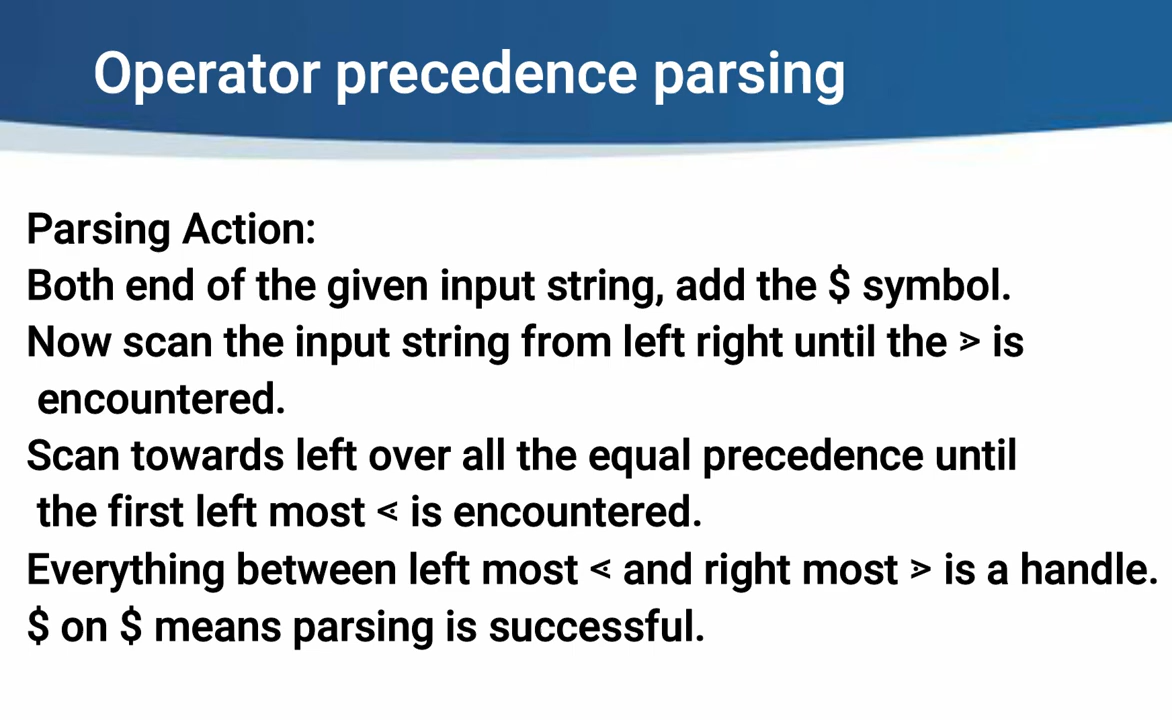 Operator precedence parsing
Parsing Action:
Both end of the given input string, add the $ symbol.
Now scan the input string from left right until the ⋗ is
encountered.
Scan towards left over all the equal precedence until
the first left most ⋖ is encountered.
Everything between left most ⋖ and right most ⋗ is a handle.
$ on $ means parsing is successful.